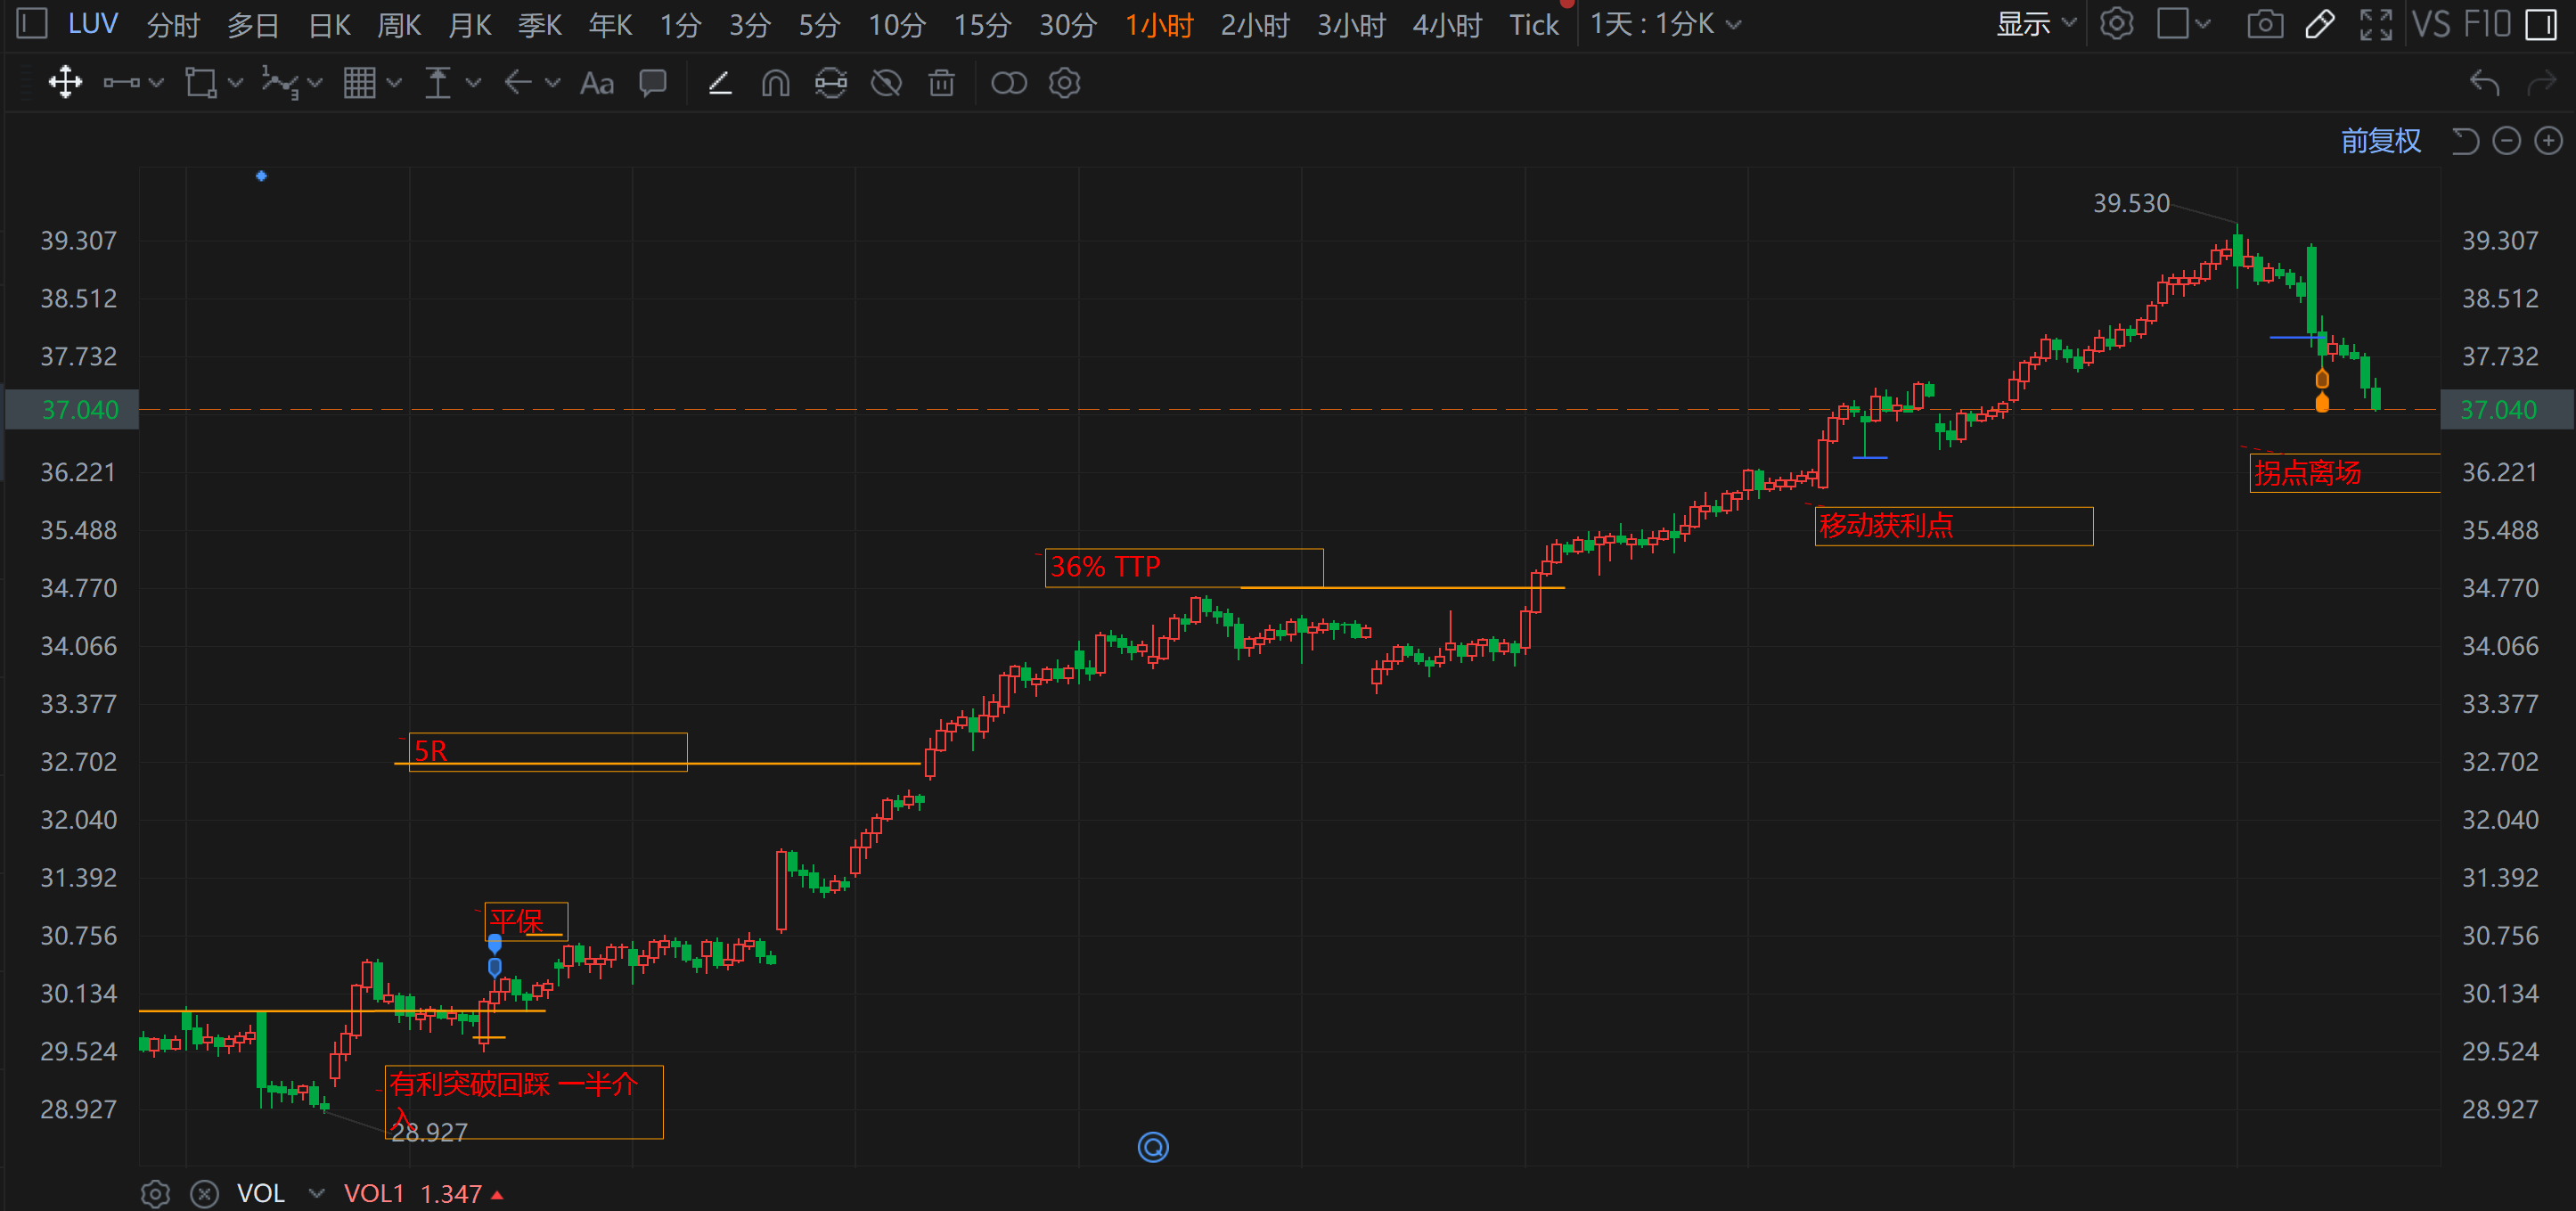 LUV 分时 多日 日K 周K 月K 季K 年K 1分 3分 5分 10分 15分 30分 1小时 2小时 3小时 4小时 Tick 1天 : 1分K 显示 VS F10
Aa
前复权
39.530
39.307 39.307
38.512 38.512
37.732 37.732
37.040 37.040
36.221 拐点离场 36.221
35.488 移动获利点 35.488
36% TTP
34.770 34.770
34.066 34.066
33.377 33.377
5R
32.702 32.702
32.040 32.040
31.392 31.392
平保
30.756 30.756
30.134 30.134
29.524 29.524
有利突破回踩 一半介
入
28.927 28.927
28.927
VOL VOL1 1.347